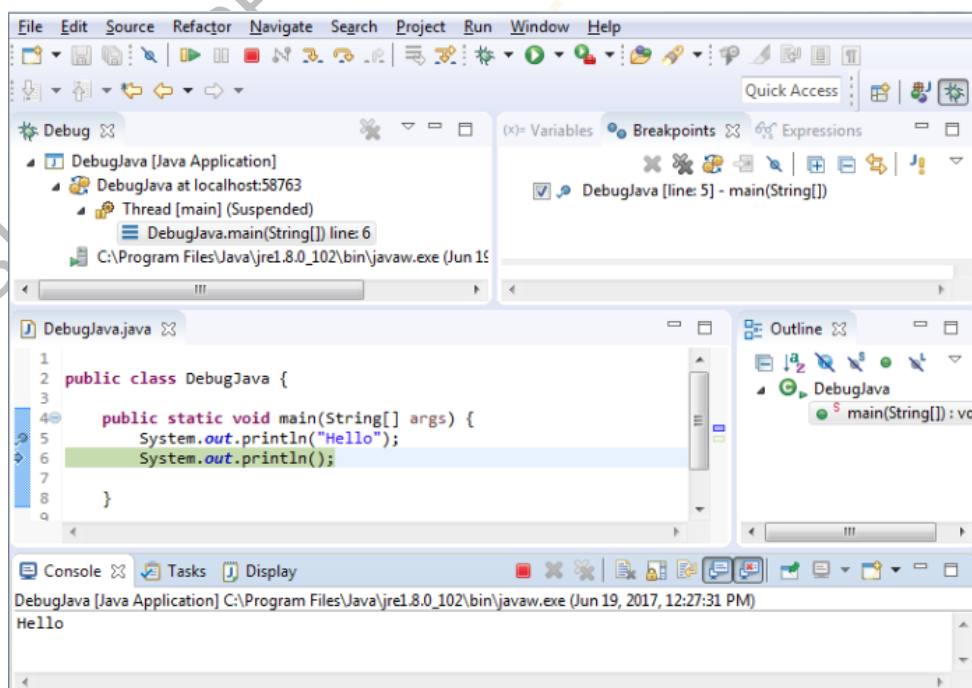 File Edit Source Refactor Navigate Search Project Run Window Help
Quick Access
Debug
(x)= Variables Breakpoints Expressions
DebugJava [Java Application]
DebugJava at localhost:58763
Thread [main] (Suspended)
DebugJava.main(String[]) line: 6
C:\Program Files\Java\jre1.8.0_102\bin\javaw.exe (Jun 19
DebugJava [line: 5] - main(String[])
DebugJava.java
Outline
1
2 public class DebugJava {
3
4 public static void main(String[] args) {
5 System.out.println("Hello");
6 System.out.println();
7
8 }
9
DebugJava
main(String[]) : vo
Console Tasks Display
DebugJava [Java Application] C:\Program Files\Java\jre1.8.0_102\bin\javaw.exe (Jun 19, 2017, 12:27:31 PM)
Hello